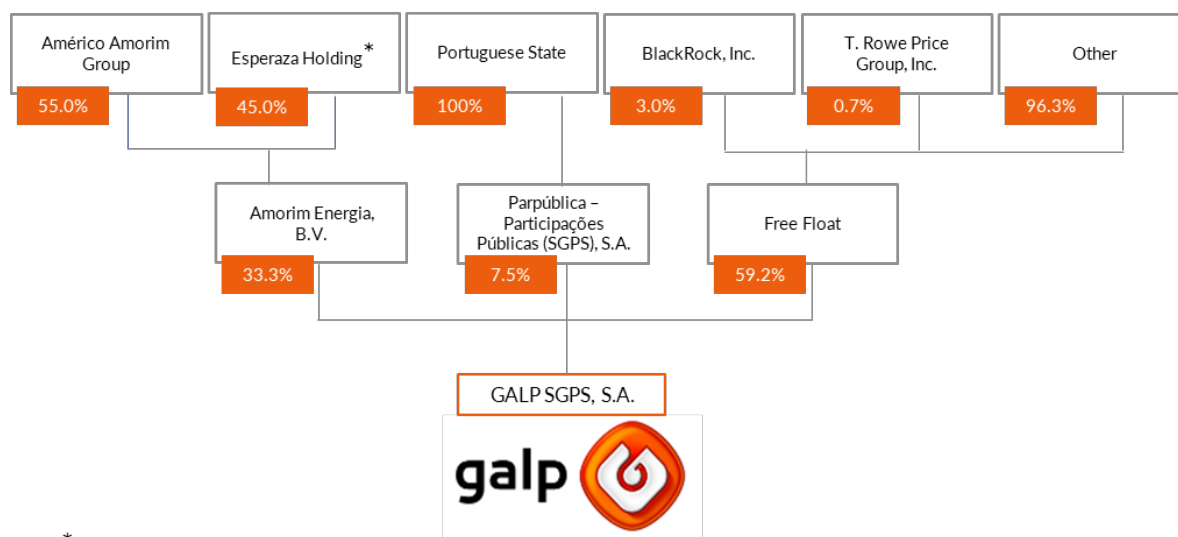 Américo Amorim
Group
55.0%
Esperaza Holding*
45.0%
Portuguese State
100%
BlackRock, Inc.
3.0%
T. Rowe Price
Group, Inc.
0.7%
Other
96.3%
Amorim Energia,
B.V.
33.3%
Parpública –
Participações
Públicas (SGPS), S.A.
7.5%
Free Float
59.2%
GALP SGPS, S.A.
galp
*